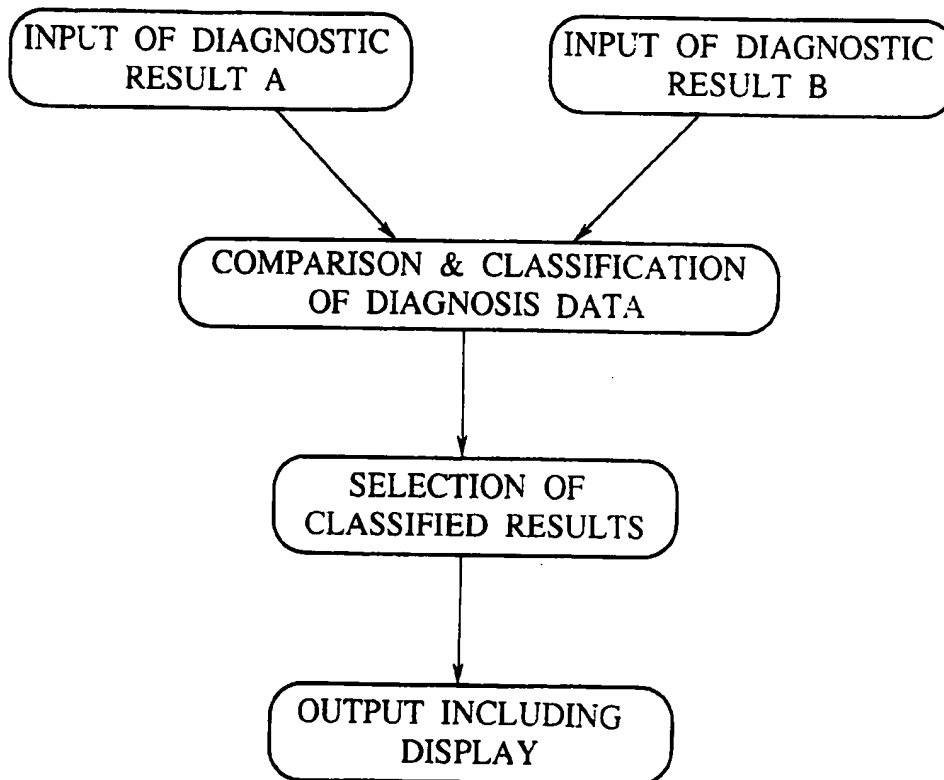 INPUT OF DIAGNOSTIC
RESULT A
INPUT OF DIAGNOSTIC
RESULT B
COMPARISON & CLASSIFICATION
OF DIAGNOSIS DATA
SELECTION OF
CLASSIFIED RESULTS
OUTPUT INCLUDING
DISPLAY